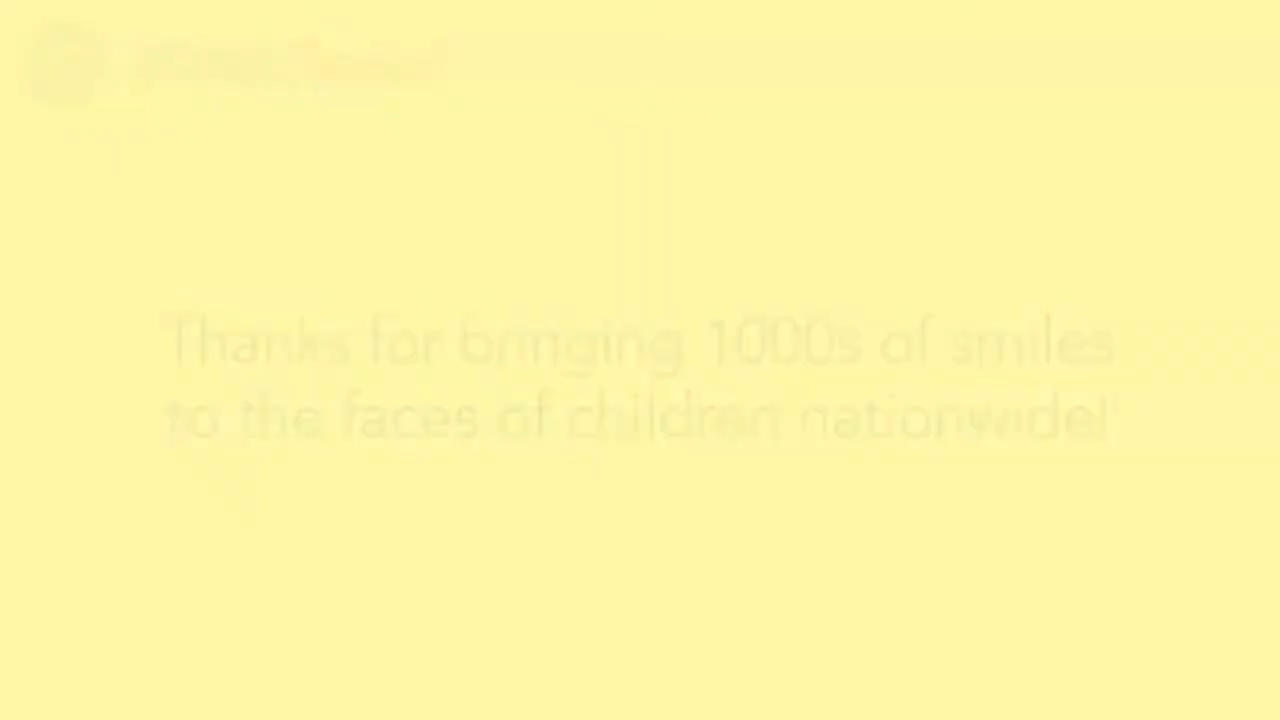 Thanks for bringing 1000s of smiles
to the faces of children nationwide!